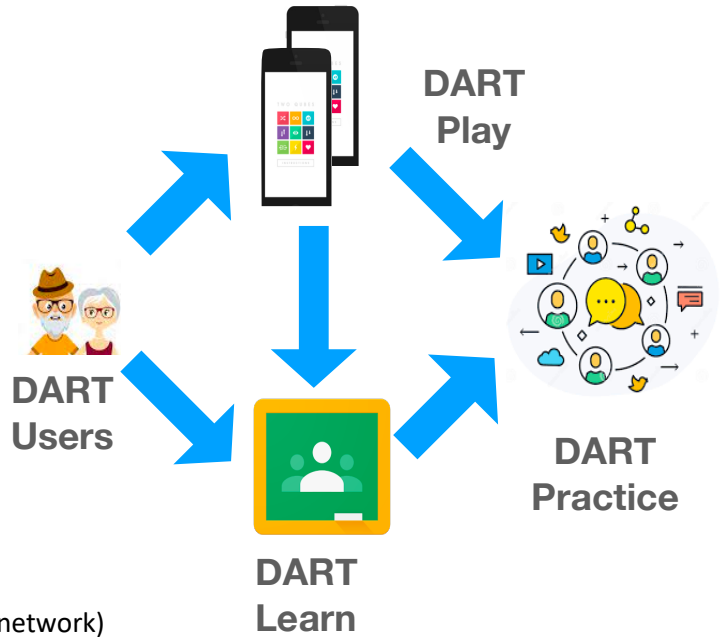 DART
Play
DART
Users
DART
Practice
DART
Learn
network)